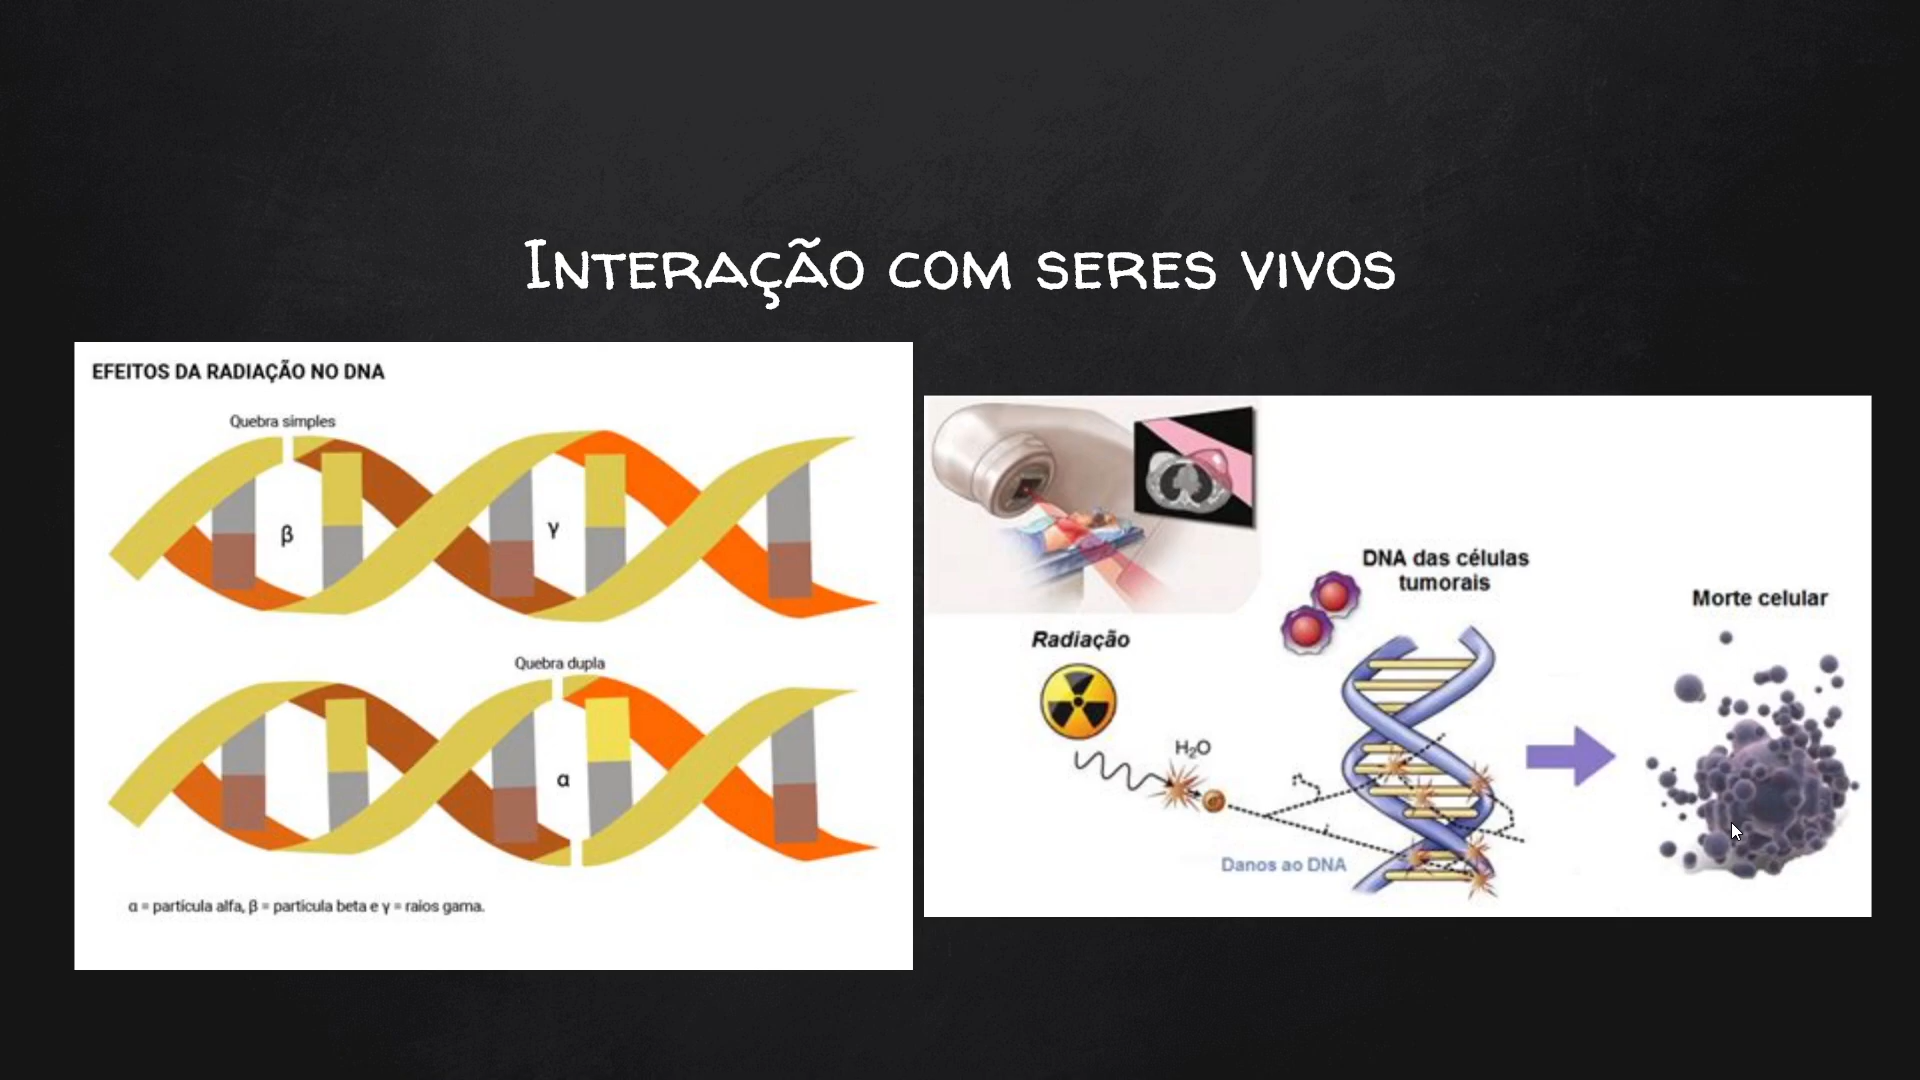 Interação com seres vivos
EFEITOS DA RADIAÇÃO NO DNA
Quebra simples
β
γ
Quebra dupla
α
α = partícula alfa, β = partícula beta e γ = raios gama.
DNA das células
tumorais
Morte celular
Radiação
H₂O
Danos ao DNA